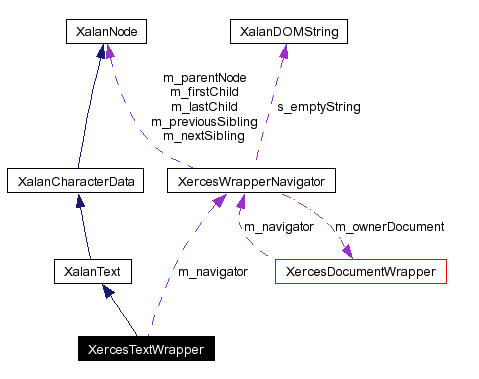 XalanNode
XalanDOMString
m_parentNode
m_firstChild
m_lastChild
m_previousSibling
m_nextSibling
s_emptyString
XalanCharacterData
XercesWrapperNavigator
m_navigator
m_ownerDocument
XalanText
m_navigator
XercesDocumentWrapper
XercesTextWrapper